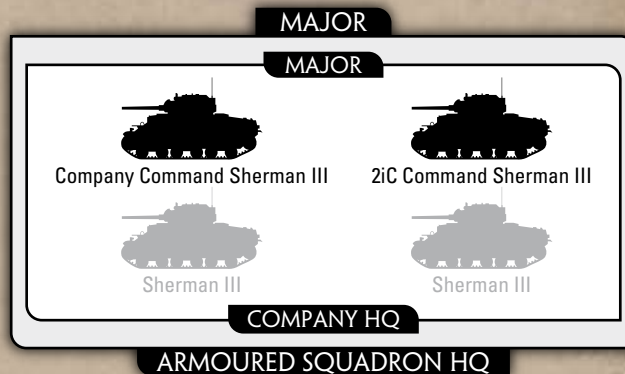 MAJOR
MAJOR
Company Command Sherman III
2iC Command Sherman III
Sherman III
Sherman III
COMPANY HQ
ARMOURED SQUADRON HQ